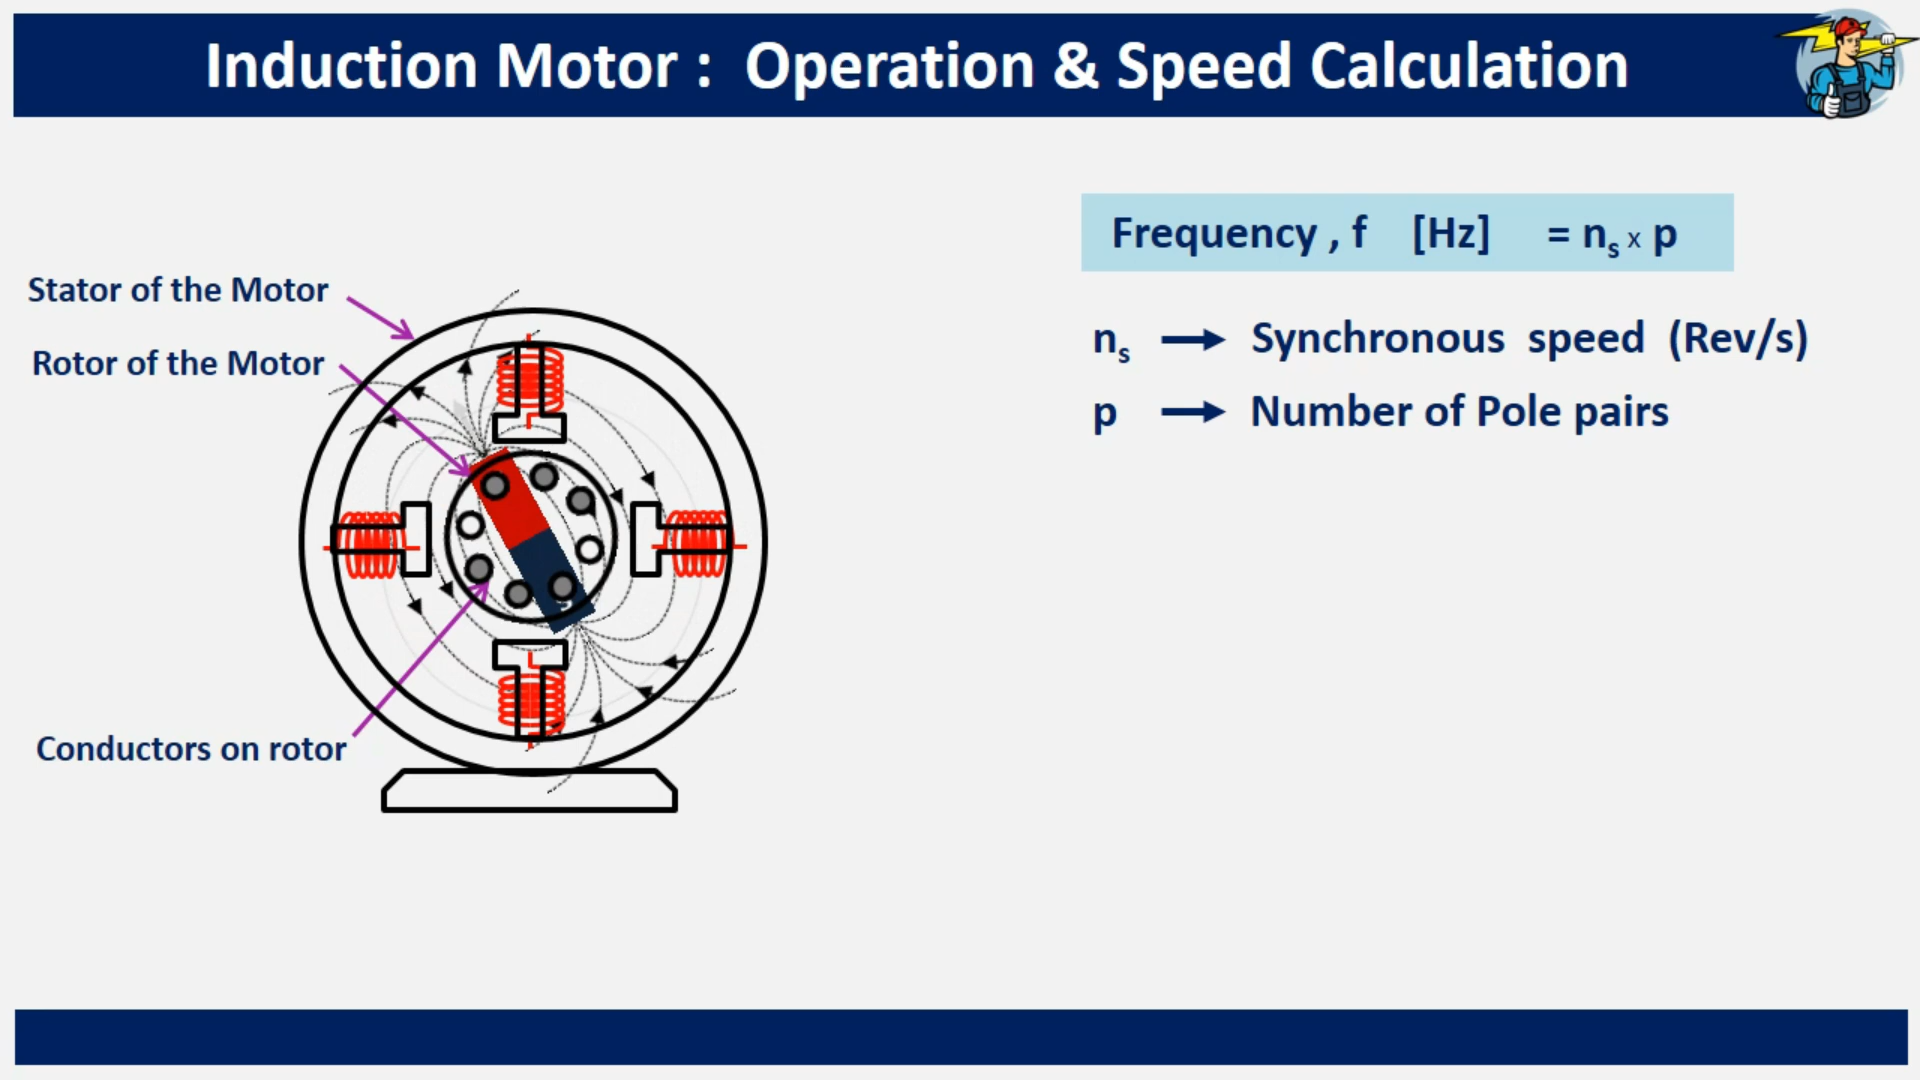 Induction Motor : Operation & Speed Calculation
Frequency , f [Hz] = ns x p
Stator of the Motor
Rotor of the Motor
ns → Synchronous speed (Rev/s)
p → Number of Pole pairs
Conductors on rotor